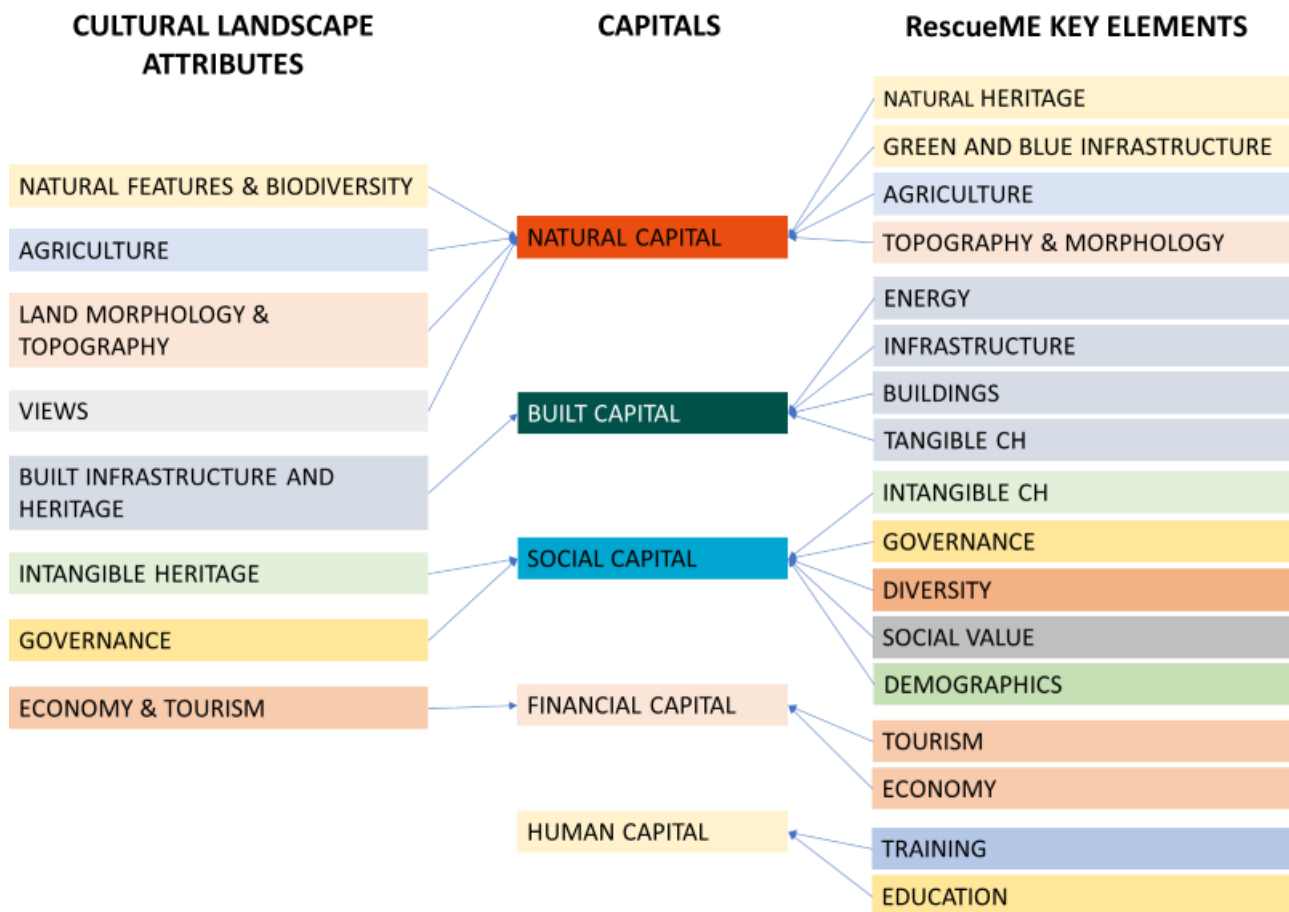 CULTURAL LANDSCAPE
ATTRIBUTES
CAPITALS
RescueME KEY ELEMENTS
NATURAL FEATURES & BIODIVERSITY
AGRICULTURE
LAND MORPHOLOGY &
TOPOGRAPHY
VIEWS
BUILT INFRASTRUCTURE AND
HERITAGE
INTANGIBLE HERITAGE
GOVERNANCE
ECONOMY & TOURISM
NATURAL CAPITAL
BUILT CAPITAL
SOCIAL CAPITAL
FINANCIAL CAPITAL
HUMAN CAPITAL
NATURAL HERITAGE
GREEN AND BLUE INFRASTRUCTURE
AGRICULTURE
TOPOGRAPHY & MORPHOLOGY
ENERGY
INFRASTRUCTURE
BUILDINGS
TANGIBLE CH
INTANGIBLE CH
GOVERNANCE
DIVERSITY
SOCIAL VALUE
DEMOGRAPHICS
TOURISM
ECONOMY
TRAINING
EDUCATION